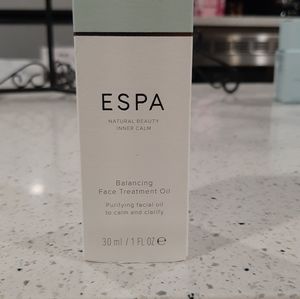 ESPA
NATURAL BEAUTY
INNER CALM
Balancing
Face Treatment Oil
Purifying facial oil
to calm and clarify
30 ml / 1 FL OZ ℮